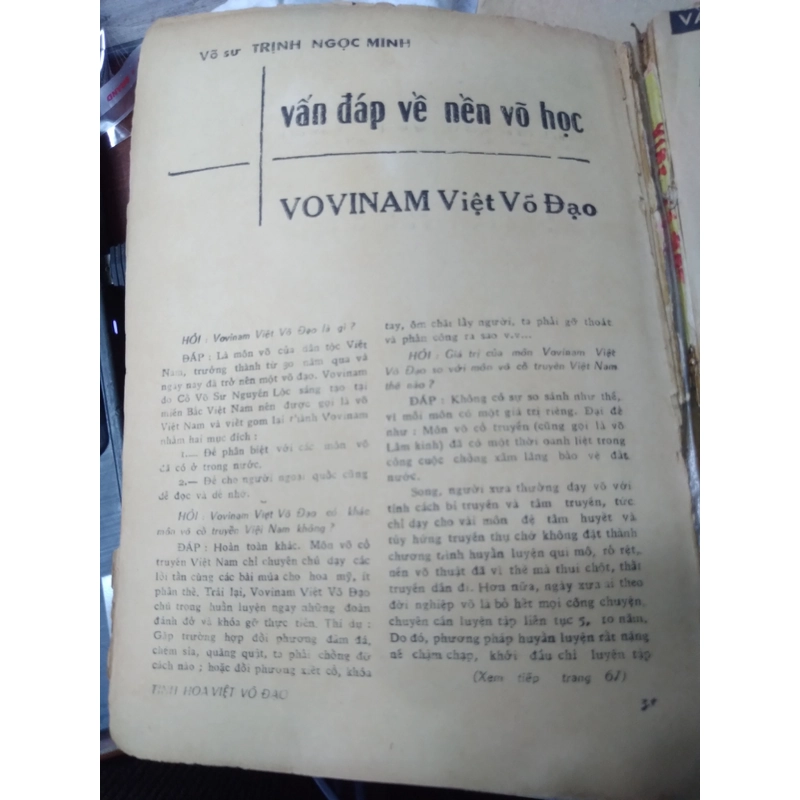 Võ sư TRỊNH NGỌC MINH
vấn đáp về nền võ học
VOVINAM Việt Võ Đạo
HỎI : Vovinam Việt Võ Đạo là gì ?
ĐÁP : Là môn võ của dân tộc Việt
Nam, trưởng thành từ 30 năm qua và
ngày nay đã trở nên một võ đạo. Vovinam
do Cố Võ Sư Nguyễn Lộc sáng tạo tại
miền Bắc Việt Nam nên được gọi là võ
Việt Nam và viết gom lại thành Vovinam
nhằm hai mục đích :
1.— Để phân biệt với các môn võ
đã có ở trong nước.
2.— Để cho người ngoại quốc cũng
dễ đọc và dễ nhớ.
HỎI : Vovinam Việt Võ Đạo có khác
môn võ cổ truyền Việt Nam không ?
ĐÁP : Hoàn toàn khác. Môn võ cổ
truyền Việt Nam chỉ chuyên chú dạy các
lối tấn cùng các bài múa cho hoa mỹ, ít
phân thế. Trái lại, Vovinam Việt Võ Đạo
chú trong huấn luyện ngay những đoàn
đánh đỡ và khóa gỡ thực tiễn. Thí dụ :
Gặp trường hợp đối phương đấm đá,
chém sỉa, quăng quật, ta phải chống đỡ
cách nào ; hoặc đối phương xiết cổ, khóa
tay, ôm chặt lấy người, ta phải gỡ thoát
và phản công ra sao v.v...
HỎI : Giá trị của môn Vovinam Việt
Võ Đạo so với môn võ cổ truyền Việt Nam
thế nào ?
ĐÁP : Không có sự so sánh như thế,
vì mỗi môn có một giá trị riêng. Đại để
như : Môn võ cổ truyền (cũng gọi là võ
Lâm kinh) đã có một thời oanh liệt trong
công cuộc chống xâm lăng bảo vệ đất
nước.
Song, người xưa thường dạy võ với
tính cách bí truyền và tâm truyền, tức
chỉ dạy cho vài môn đệ tâm huyết và
tùy hứng truyền thụ chớ không đặt thành
chương trình huấn luyện qui mô, rõ rệt,
nền võ thuật đã vì thế mà thui chột, thất
truyền dần đi. Hơn nữa, ngày xưa ai theo
đời nghiệp võ là bỏ hết mọi công chuyện,
chuyên cần luyện tập liên tục 5, 10 năm.
Do đó, phương pháp huấn luyện rất nặng
nề chậm chạp, khởi đầu chỉ luyện tập
(Xem tiếp trang 61)
TINH HOA VIỆT VÕ ĐẠO